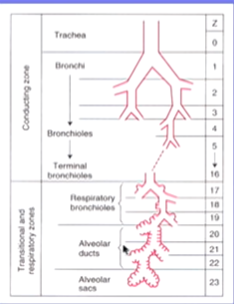 Z
Trachea
0
Conducting zone
Bronchi
1
2
3
Bronchioles
4
5
Terminal
bronchioles
16
Transitional and
respiratory zones
Respiratory
bronchioles
17
18
19
Alveolar
ducts
20
21
22
Alveolar
sacs
23